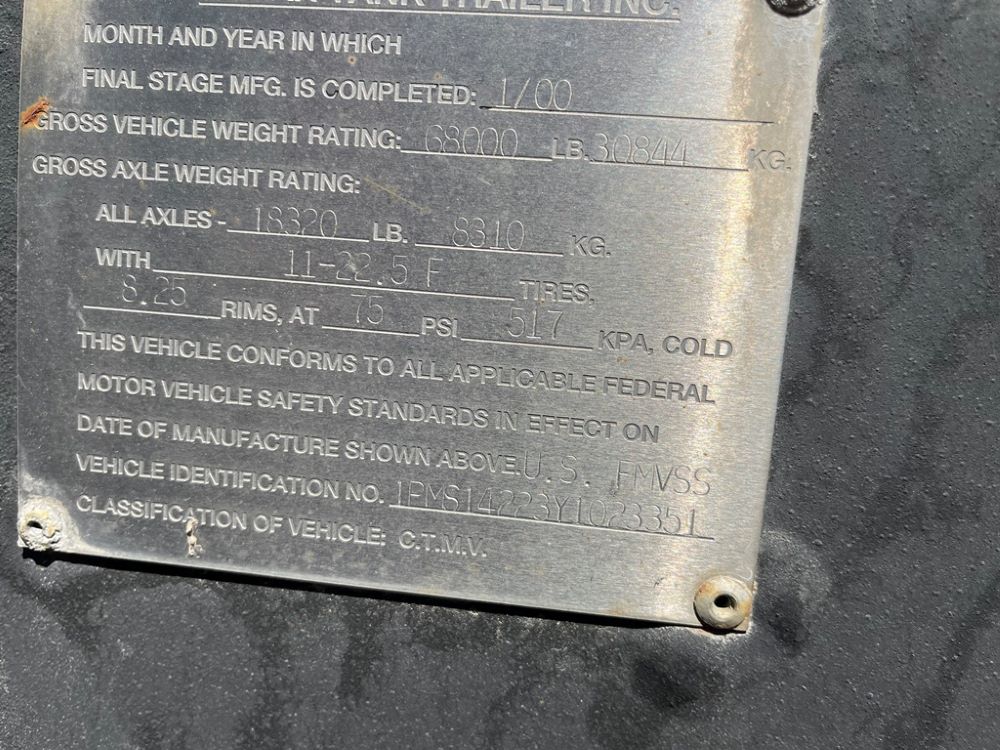 TANK TRAILER INC.
MONTH AND YEAR IN WHICH
FINAL STAGE MFG. IS COMPLETED: 1/00
GROSS VEHICLE WEIGHT RATING: 68000 LB. 30844 KG.
GROSS AXLE WEIGHT RATING:
ALL AXLES - 18320 LB. 8310 KG.
WITH 11-22.5 F TIRES,
8.25 RIMS, AT 75 PSI 517 KPA, COLD
THIS VEHICLE CONFORMS TO ALL APPLICABLE FEDERAL
MOTOR VEHICLE SAFETY STANDARDS IN EFFECT ON
DATE OF MANUFACTURE SHOWN ABOVE. U.S. FMVSS
VEHICLE IDENTIFICATION NO. 1PMS14223Y1023351
CLASSIFICATION OF VEHICLE: C.T.M.V.